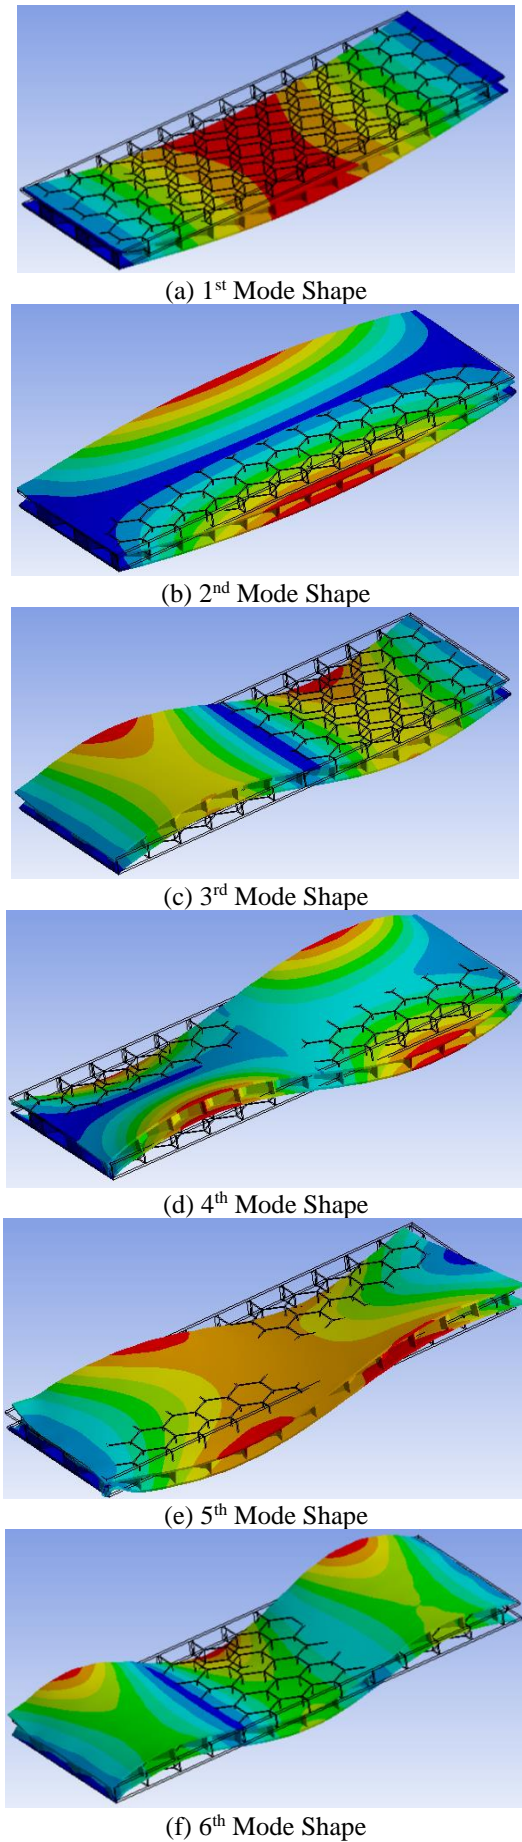 (a) 1st Mode Shape
(b) 2nd Mode Shape
(c) 3rd Mode Shape
(d) 4th Mode Shape
(e) 5th Mode Shape
(f) 6th Mode Shape